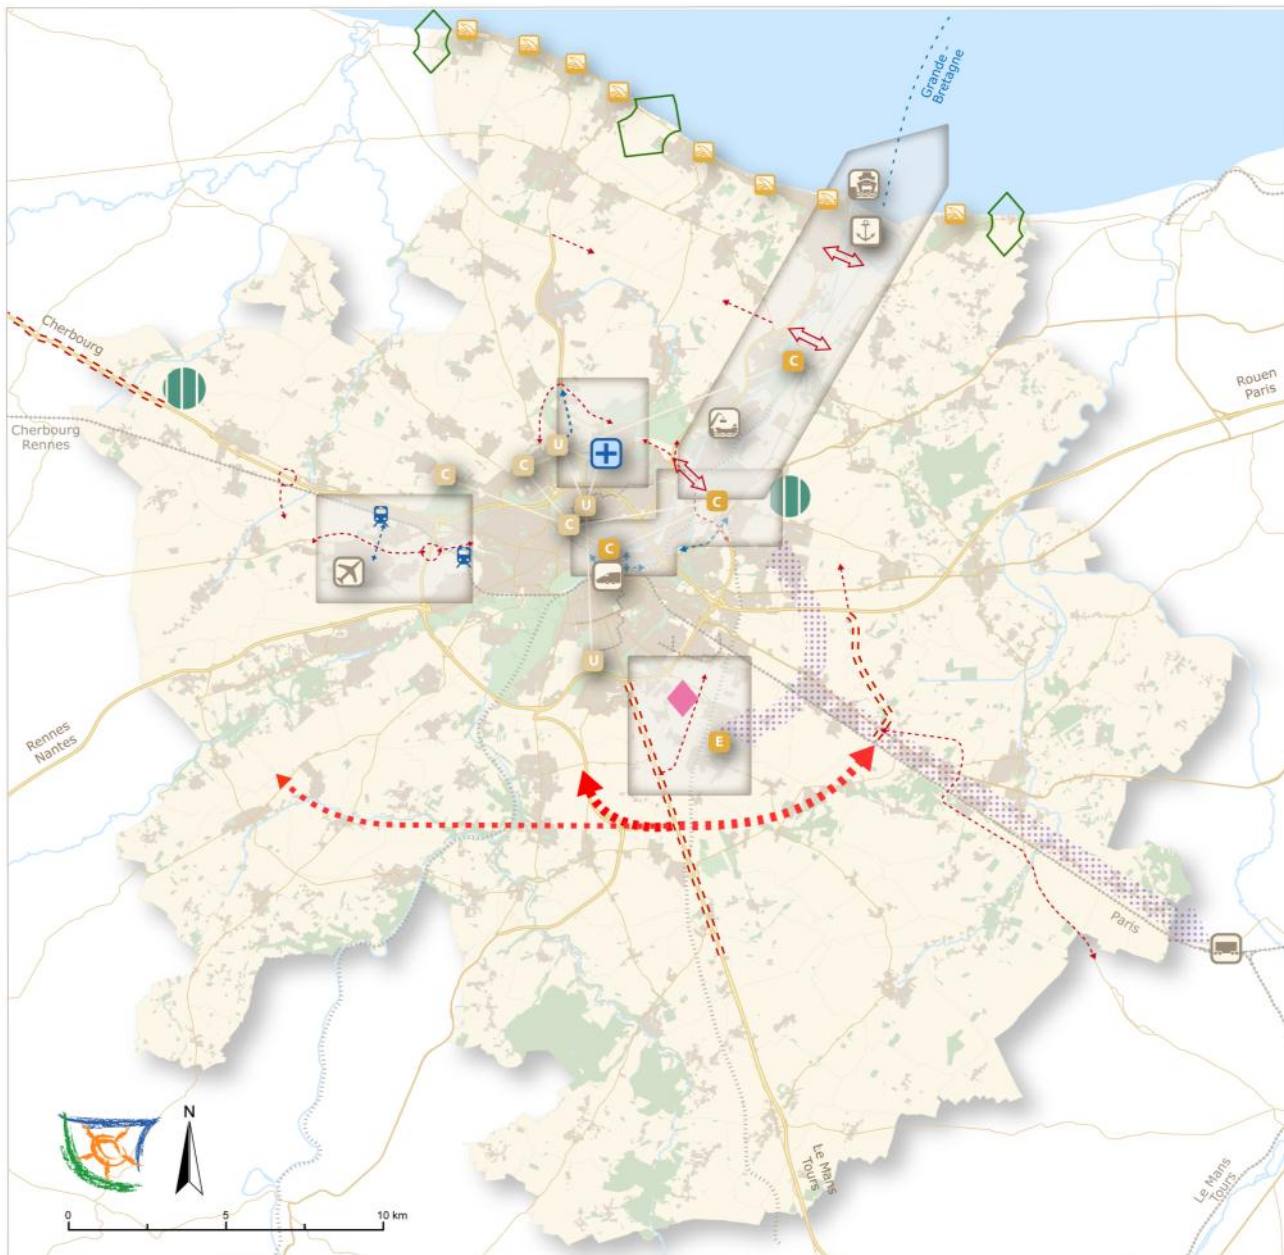 Grande -
Bretagne
Cherbourg
Rouen
Paris
Cherbourg
Rennes
C
U
C
C
U
C
C
C
U
Rennes
Nantes
E
Paris
N
Le Mans
Tours
Le Mans
Tours
0
5
10 km